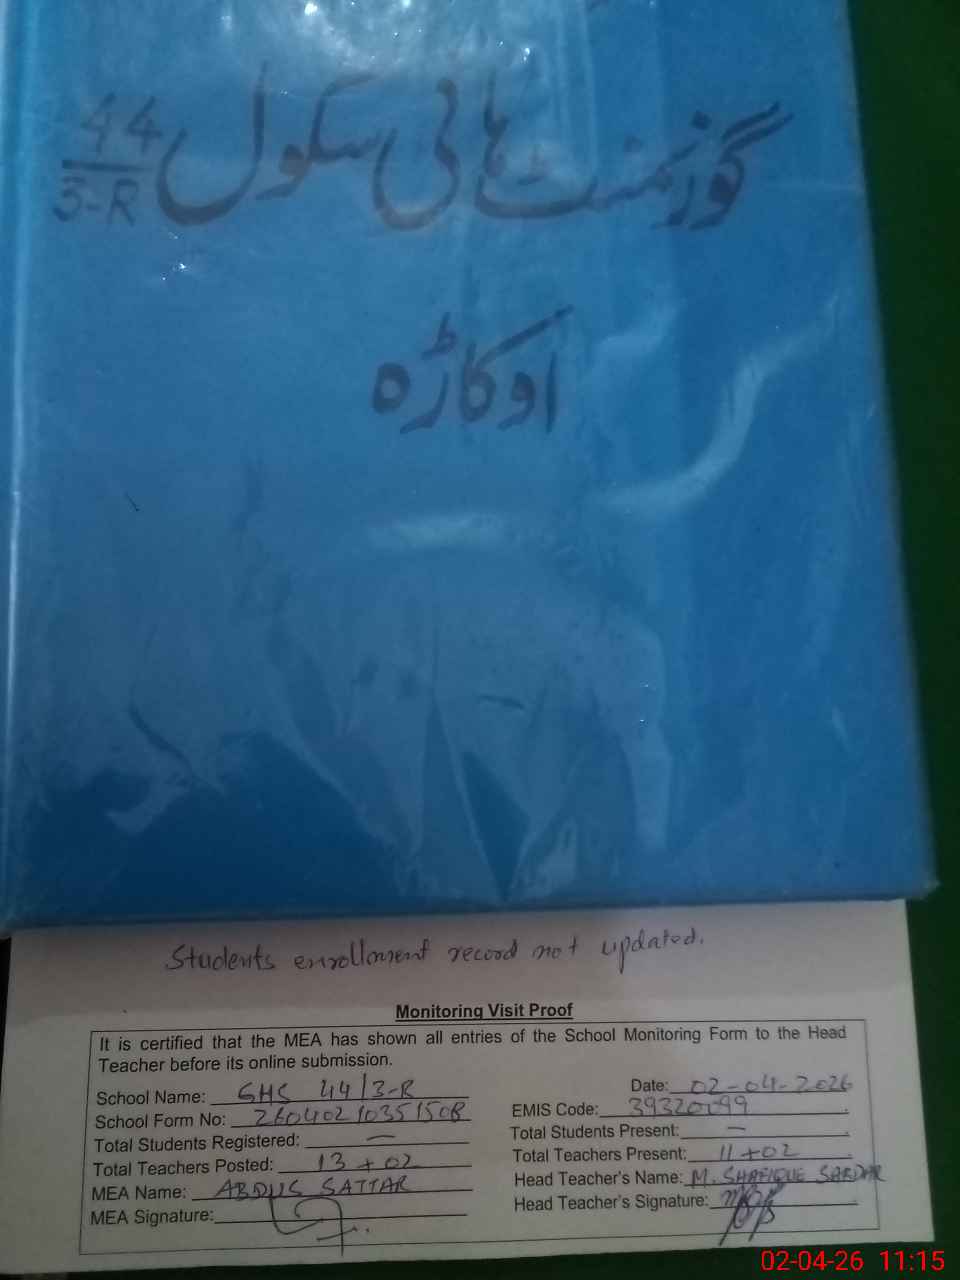 گورنمنٹ ہائی سکول 44/3-R
اوکاڑہ
Students enrollment record not updated.
Monitoring Visit Proof
It is certified that the MEA has shown all entries of the School Monitoring Form to the Head
Teacher before its online submission.
School Name: GHS 44/3-R
Date: 02-04-2026
School Form No: 2604021035150B
EMIS Code: 39320099
Total Students Registered: —
Total Students Present: —
Total Teachers Posted: 13+02
Total Teachers Present: 11+02
MEA Name: ABDUS SATTAR
Head Teacher's Name: M. SHAFIQUE SARDAR
MEA Signature:
Head Teacher's Signature:
02-04-26 11:15